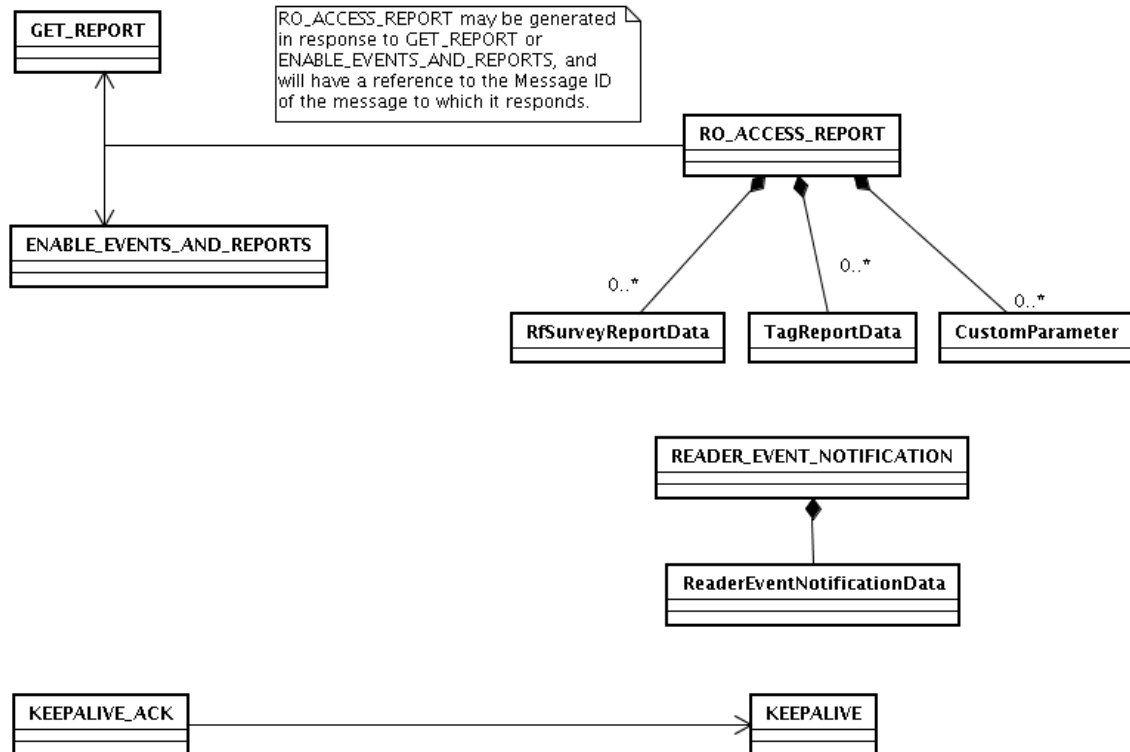 GET_REPORT
RO_ACCESS_REPORT may be generated
in response to GET_REPORT or
ENABLE_EVENTS_AND_REPORTS, and
will have a reference to the Message ID
of the message to which it responds.
RO_ACCESS_REPORT
ENABLE_EVENTS_AND_REPORTS
0..*
0..*
0..*
RfSurveyReportData
TagReportData
CustomParameter
READER_EVENT_NOTIFICATION
ReaderEventNotificationData
KEEPALIVE_ACK
KEEPALIVE